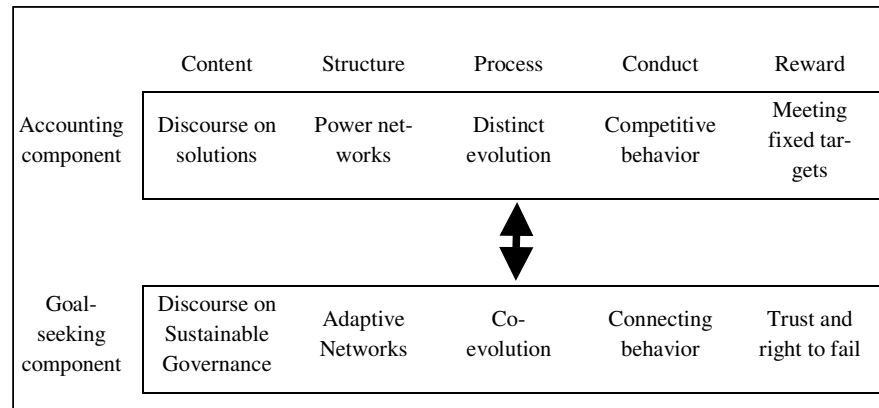 Content Structure Process Conduct Reward
Accounting
component
Discourse on
solutions
Power net-
works
Distinct
evolution
Competitive
behavior
Meeting
fixed tar-
gets
Goal-
seeking
component
Discourse on
Sustainable
Governance
Adaptive
Networks
Co-
evolution
Connecting
behavior
Trust and
right to fail